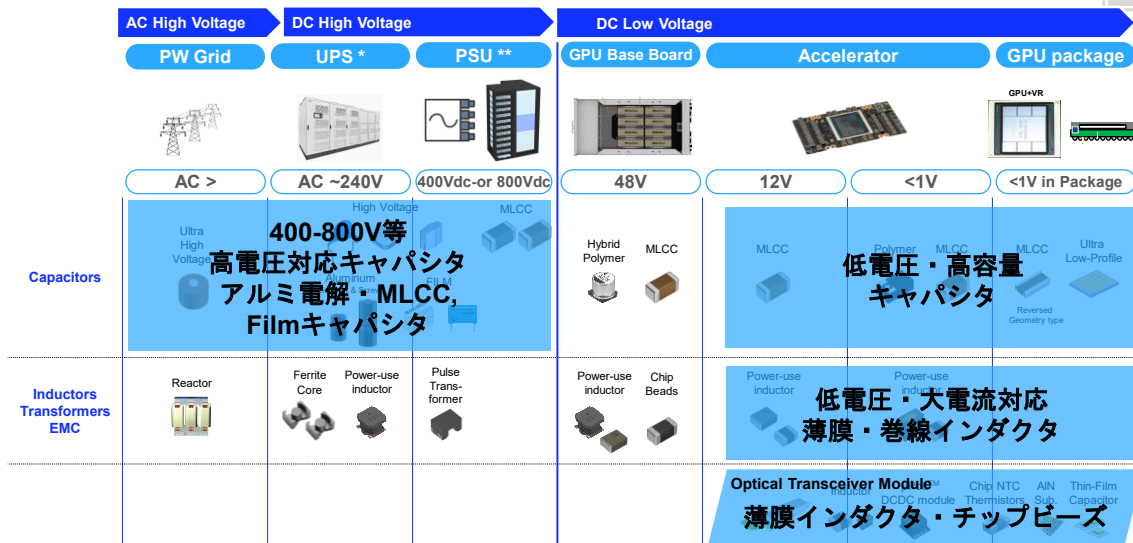 AC High Voltage
DC High Voltage
DC Low Voltage
PW Grid
UPS *
PSU **
GPU Base Board
Accelerator
GPU package
GPU+VR
AC >
AC ~240V
400Vdc-or 800Vdc
48V
12V
<1V
<1V in Package
Capacitors
Ultra
High
Voltage
High Voltage
MLCC
Aluminum
& Screw
FILM
400-800V等
高電圧対応キャパシタ
アルミ電解・MLCC,
Filmキャパシタ
Hybrid
Polymer
MLCC
MLCC
Polymer
MLCC
MLCC
Reversed
Geometry type
Ultra
Low-Profile
低電圧・高容量
キャパシタ
Inductors
Transformers
EMC
Reactor
Ferrite
Core
Power-use
inductor
Pulse
Trans-
former
Power-use
inductor
Chip
Beads
Power-use
inductor
Power-use
inductor
低電圧・大電流対応
薄膜・巻線インダクタ
Optical Transceiver Module
inductor
DCDC module
Chip NTC
Thermistors
AlN
Sub.
Thin-Film
Capacitor
薄膜インダクタ・チップビーズ